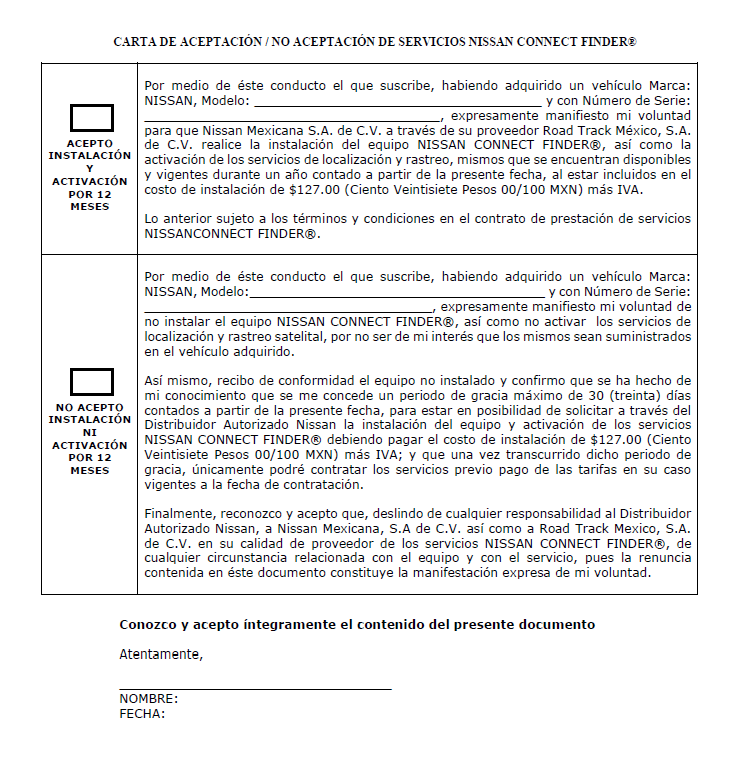 CARTA DE ACEPTACIÓN / NO ACEPTACIÓN DE SERVICIOS NISSAN CONNECT FINDER®
ACEPTO
INSTALACIÓN
Y
ACTIVACIÓN
POR 12
MESES
Por medio de éste conducto el que suscribe, habiendo adquirido un vehículo Marca:
NISSAN, Modelo: ______________________________________ y con Número de Serie:
_______________________________________, expresamente manifiesto mi voluntad
para que Nissan Mexicana S.A. de C.V. a través de su proveedor Road Track México, S.A.
de C.V. realice la instalación del equipo NISSAN CONNECT FINDER®, así como la
activación de los servicios de localización y rastreo, mismos que se encuentran disponibles
y vigentes durante un año contado a partir de la presente fecha, al estar incluidos en el
costo de instalación de $127.00 (Ciento Veintisiete Pesos 00/100 MXN) más IVA.
Lo anterior sujeto a los términos y condiciones en el contrato de prestación de servicios
NISSANCONNECT FINDER®.
NO ACEPTO
INSTALACIÓN
NI
ACTIVACIÓN
POR 12
MESES
Por medio de éste conducto el que suscribe, habiendo adquirido un vehículo Marca:
NISSAN, Modelo:_______________________________________ y con Número de Serie:
______________________________________, expresamente manifiesto mi voluntad de
no instalar el equipo NISSAN CONNECT FINDER®, así como no activar los servicios de
localización y rastreo satelital, por no ser de mi interés que los mismos sean suministrados
en el vehículo adquirido.
Así mismo, recibo de conformidad el equipo no instalado y confirmo que se ha hecho de
mi conocimiento que se me concede un periodo de gracia máximo de 30 (treinta) días
contados a partir de la presente fecha, para estar en posibilidad de solicitar a través del
Distribuidor Autorizado Nissan la instalación del equipo y activación de los servicios
NISSAN CONNECT FINDER® debiendo pagar el costo de instalación de $127.00 (Ciento
Veintisiete Pesos 00/100 MXN) más IVA; y que una vez transcurrido dicho periodo de
gracia, únicamente podré contratar los servicios previo pago de las tarifas en su caso
vigentes a la fecha de contratación.
Finalmente, reconozco y acepto que, deslindo de cualquier responsabilidad al Distribuidor
Autorizado Nissan, a Nissan Mexicana, S.A de C.V. así como a Road Track Mexico, S.A.
de C.V. en su calidad de proveedor de los servicios NISSAN CONNECT FINDER®, de
cualquier circunstancia relacionada con el equipo y con el servicio, pues la renuncia
contenida en éste documento constituye la manifestación expresa de mi voluntad.
Conozco y acepto íntegramente el contenido del presente documento
Atentamente,
____________________________________
NOMBRE:
FECHA: